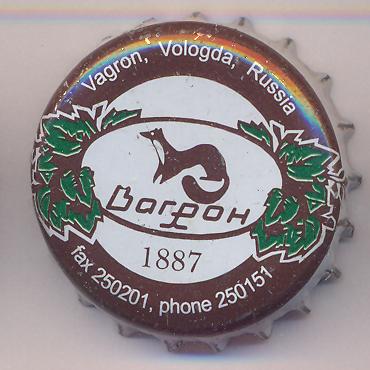 Vagron, Vologda, Russia
Вагрон
1887
fax 250201, phone 250151